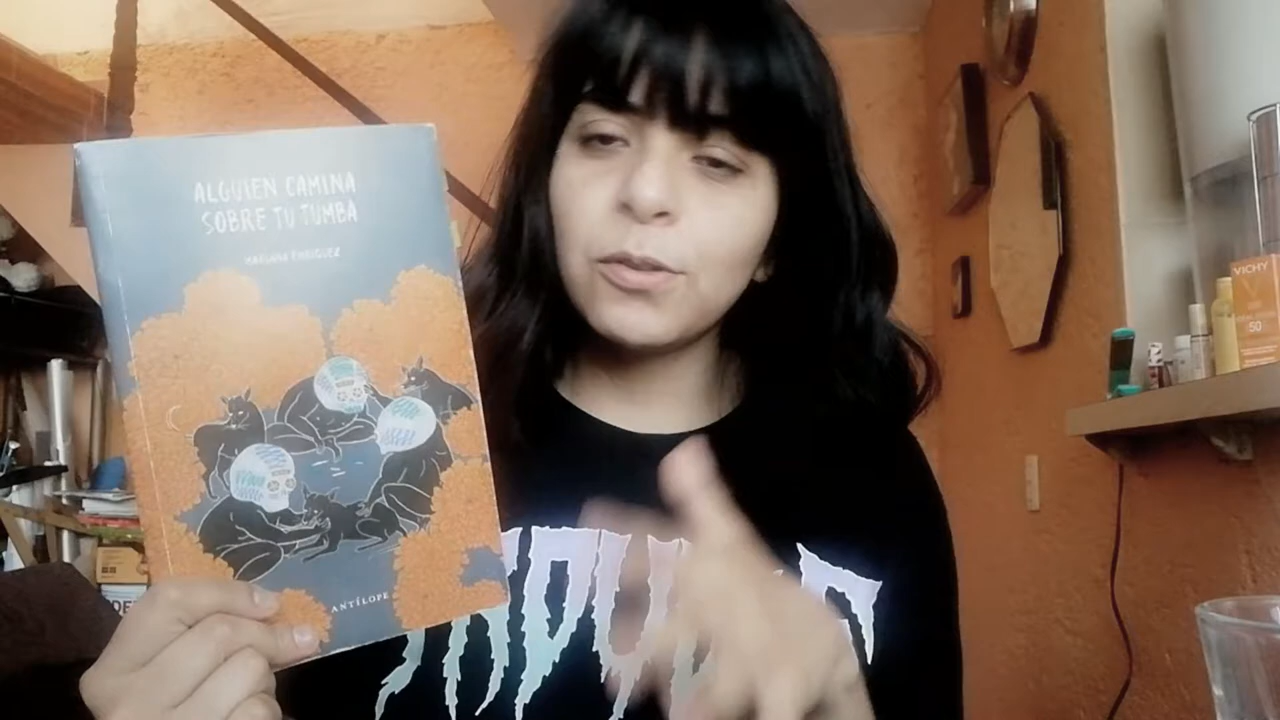 ALGUIEN CAMINA
SOBRE TU TUMBA
MARIANA ENRIQUEZ
ANTÍLOPE
VICHY
50